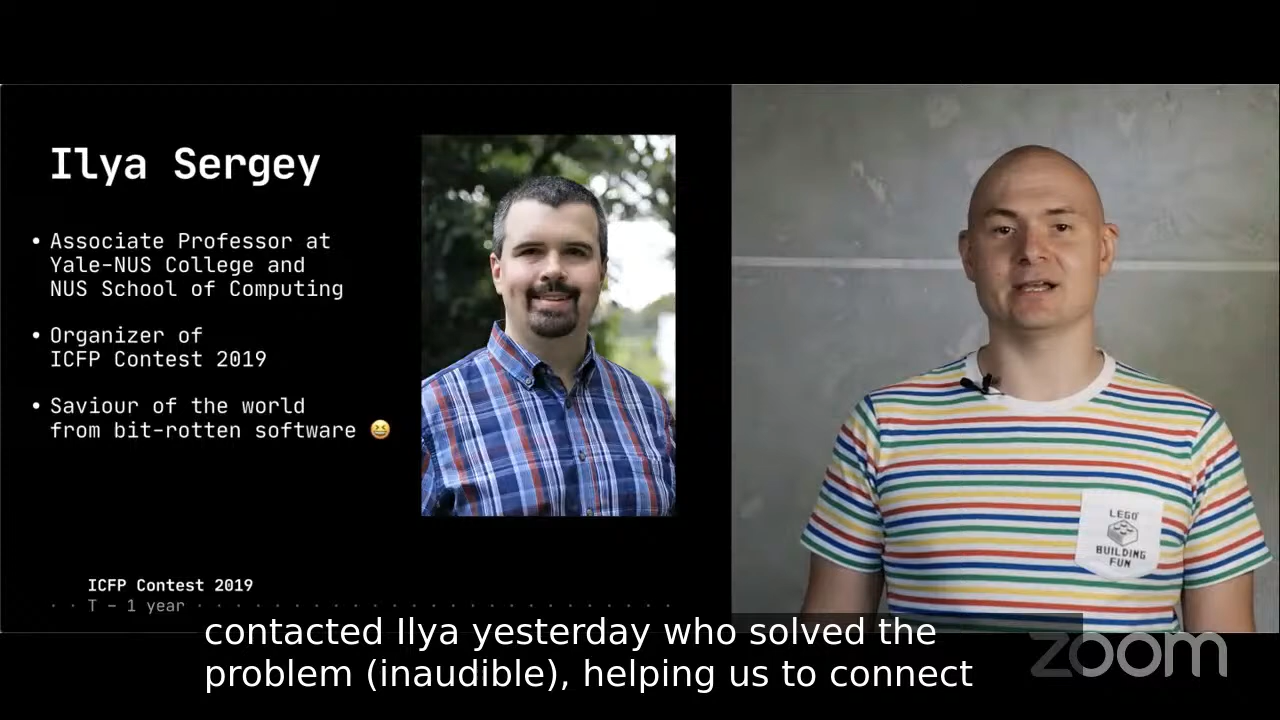 Ilya Sergey
• Associate Professor at
Yale-NUS College and
NUS School of Computing
• Organizer of
ICFP Contest 2019
• Saviour of the world
from bit-rotten software 😆
LEGO
BUILDING
FUN
ICFP Contest 2019
T - 1 year
contacted Ilya yesterday who solved the
problem (inaudible), helping us to connect
zoom